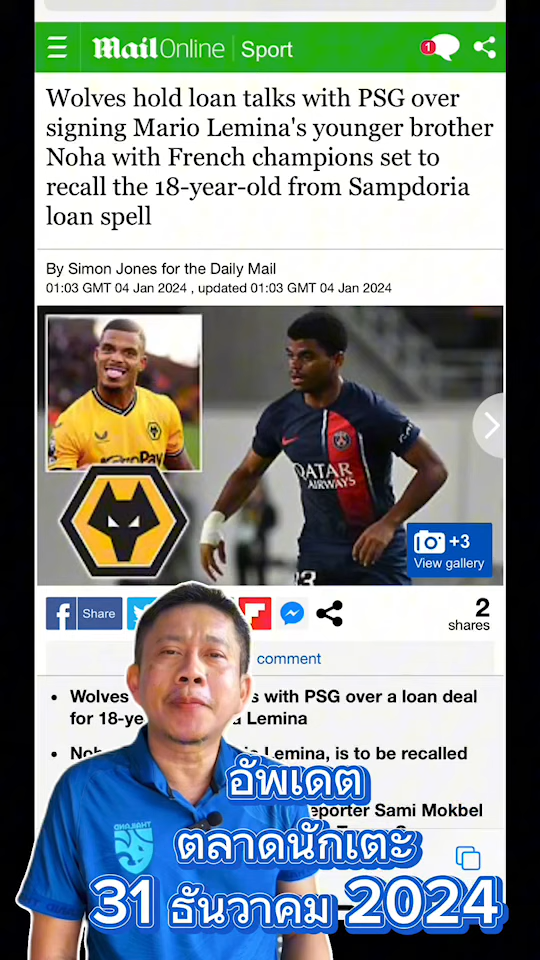 MailOnline | Sport
1
Wolves hold loan talks with PSG over
signing Mario Lemina's younger brother
Noha with French champions set to
recall the 18-year-old from Sampdoria
loan spell
By Simon Jones for the Daily Mail
01:03 GMT 04 Jan 2024 , updated 01:03 GMT 04 Jan 2024
QATAR
AIRWAYS
+3
View gallery
Share
2
shares
comment
Wolves
with PSG over a loan deal
for 18-ye
Lemina
Lemina, is to be recalled
eporter Sami Mokbel
THAILAND
อัพเดต
ตลาดนักเตะ
31 ธันวาคม 2024